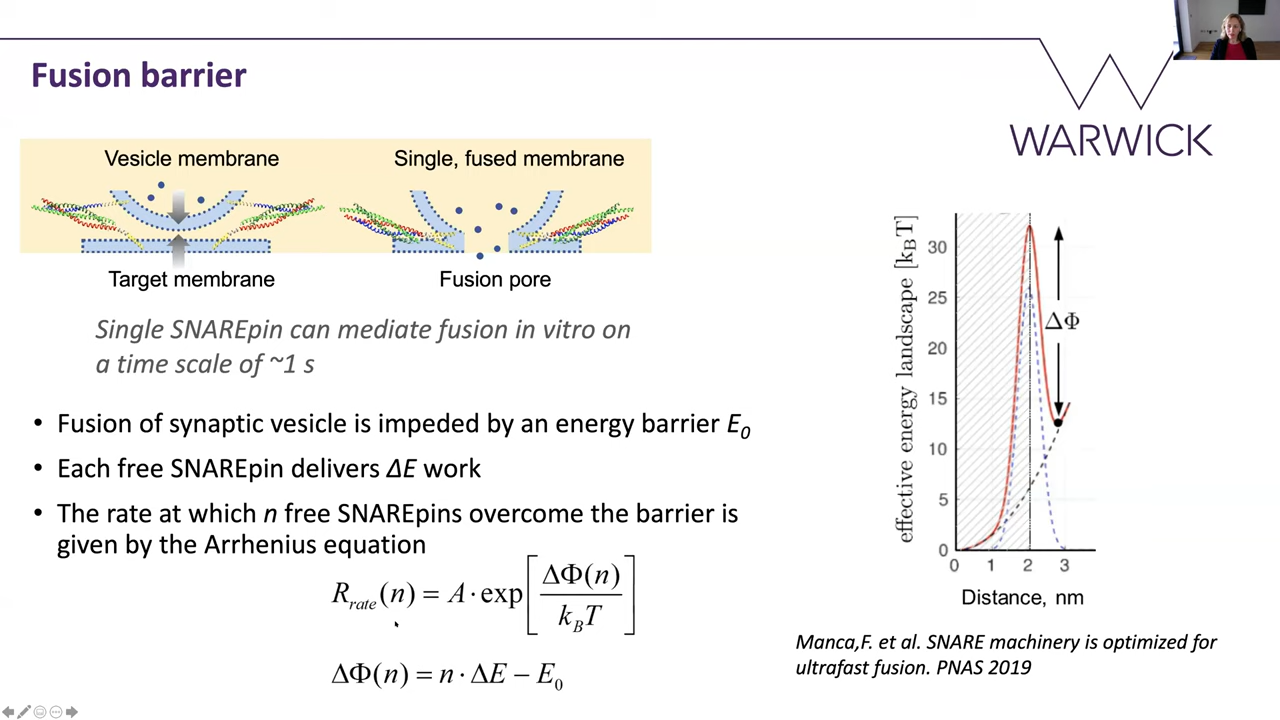 Fusion barrier
WARWICK
Vesicle membrane
Single, fused membrane
Target membrane
Fusion pore
Single SNAREpin can mediate fusion in vitro on
a time scale of ~1 s
• Fusion of synaptic vesicle is impeded by an energy barrier E₀
• Each free SNAREpin delivers ΔE work
• The rate at which n free SNAREpins overcome the barrier is
given by the Arrhenius equation
R_rate(n) = A · exp[ΔΦ(n) / k_BT]
ΔΦ(n) = n · ΔE − E₀
effective energy landscape [k_BT]
30
25
20
15
10
5
0
ΔΦ
0 1 2 3
Distance, nm
Manca,F. et al. SNARE machinery is optimized for
ultrafast fusion. PNAS 2019